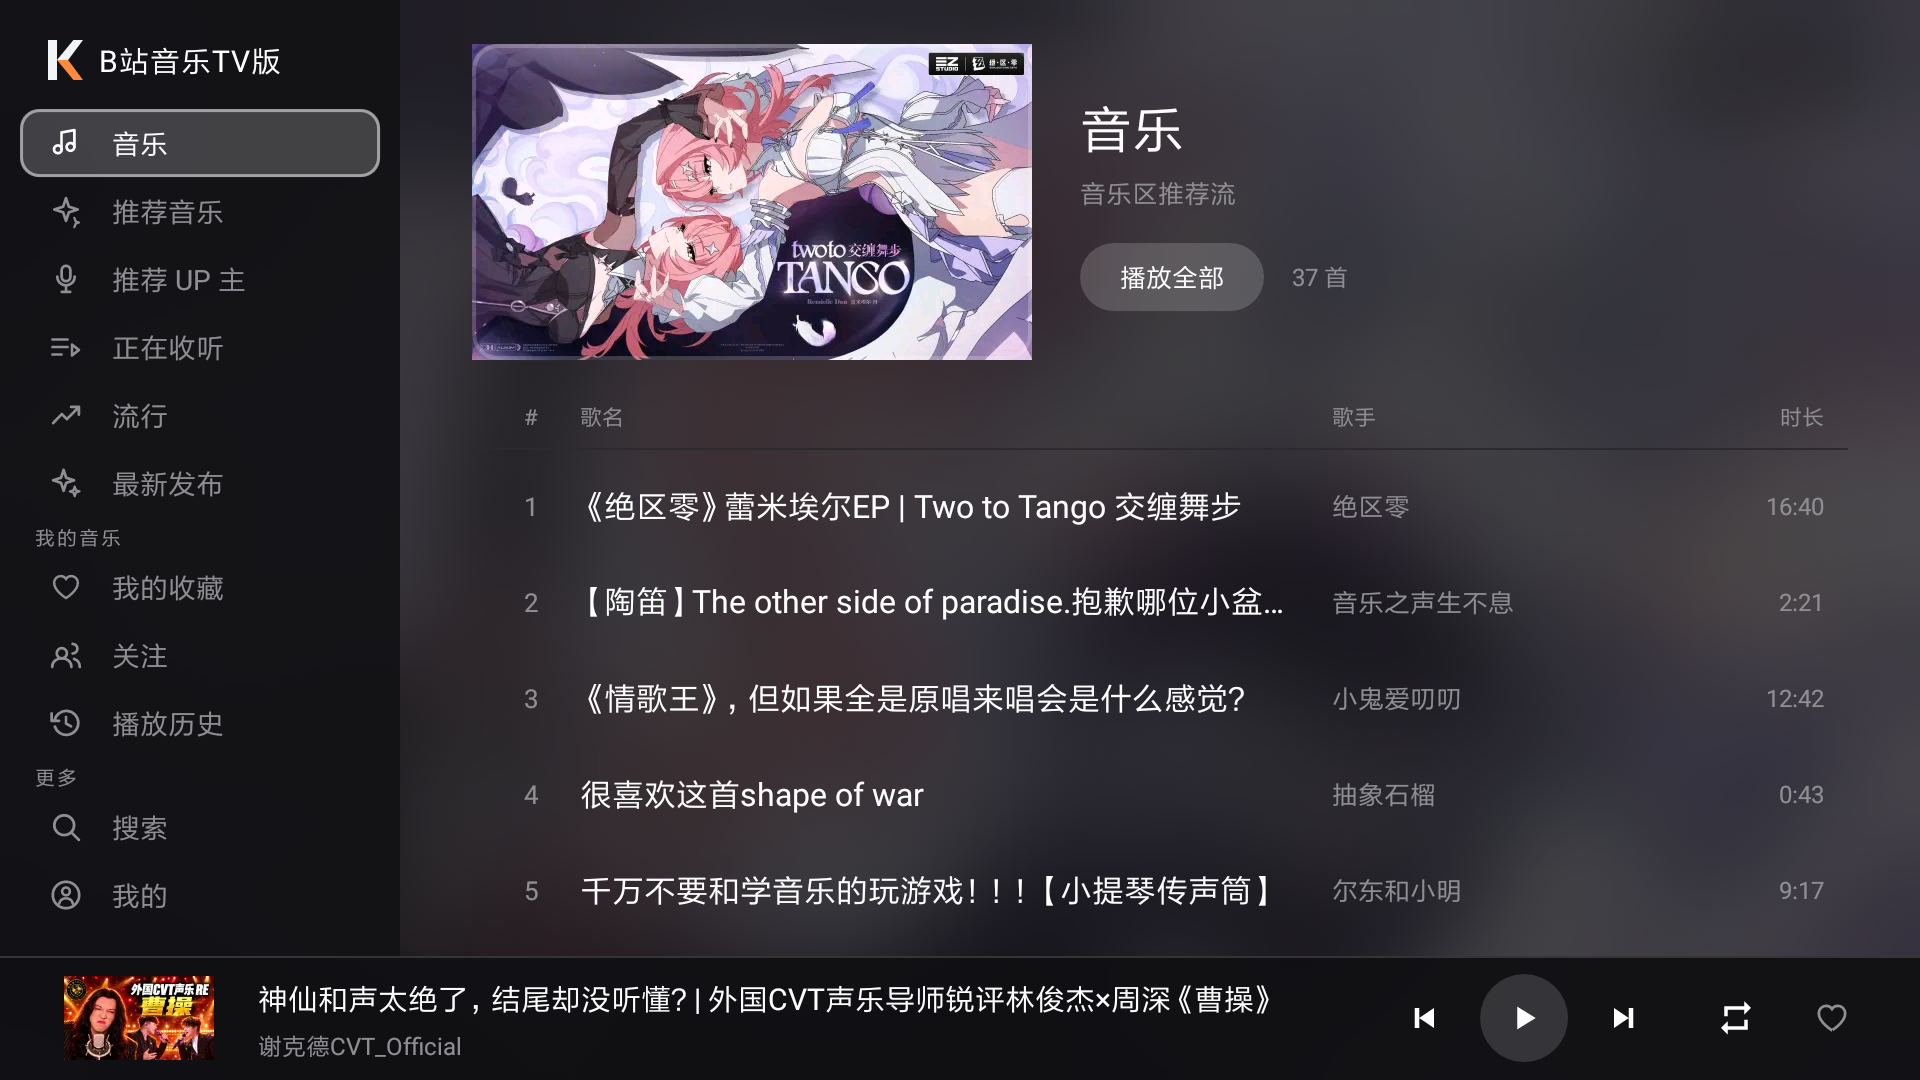 B站音乐TV版
音乐
推荐音乐
推荐 UP 主
正在收听
流行
最新发布
我的音乐
我的收藏
关注
播放历史
更多
搜索
我的
EZ STUDIO
绝·区·零
twoto 交缠舞步
TANGO
音乐
音乐区推荐流
播放全部 37 首
# 歌名 歌手 时长
1 《绝区零》蕾米埃尔EP | Two to Tango 交缠舞步 绝区零 16:40
2 【陶笛】The other side of paradise.抱歉哪位小盆... 音乐之声生不息 2:21
3 《情歌王》，但如果全是原唱来唱会是什么感觉？ 小鬼爱叨叨 12:42
4 很喜欢这首shape of war 抽象石榴 0:43
5 千万不要和学音乐的玩游戏！！！【小提琴传声筒】 尔东和小明 9:17
外国CVT声乐RE
曹操
神仙和声太绝了，结尾却没听懂？| 外国CVT声乐导师锐评林俊杰×周深《曹操》
谢克德CVT_Official